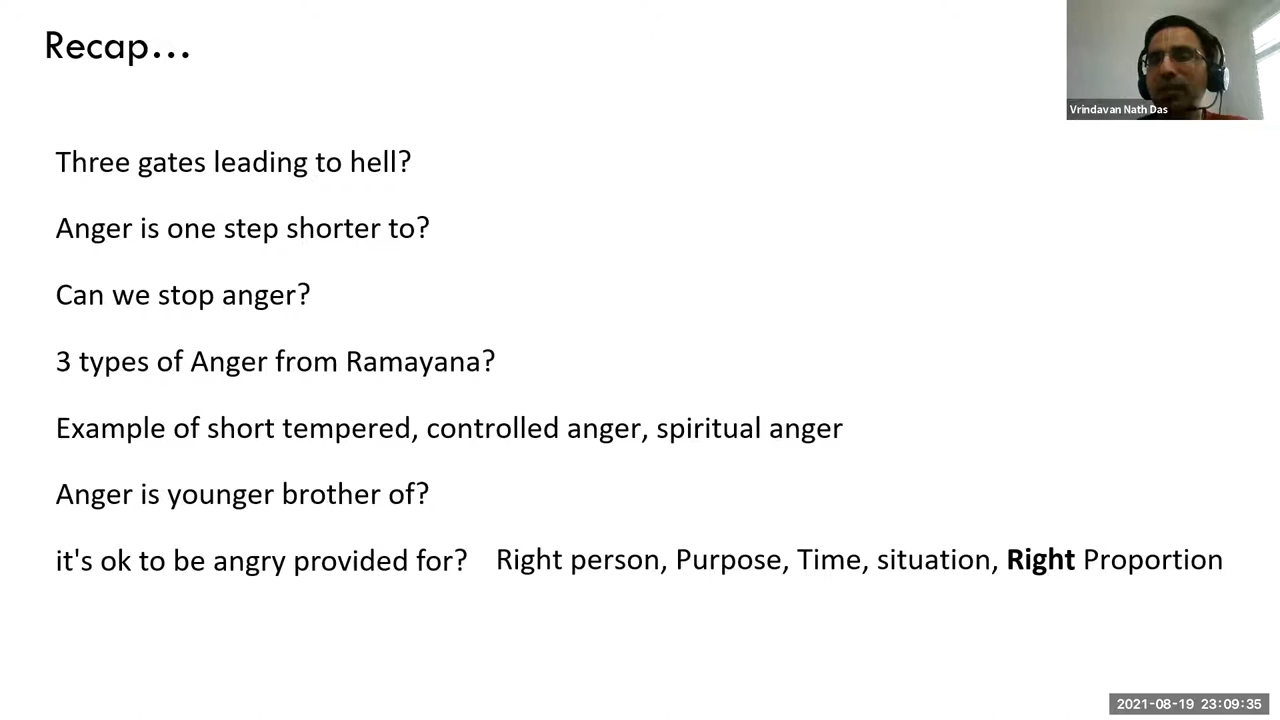 Recap...
Vrindavan Nath Das
Three gates leading to hell?
Anger is one step shorter to?
Can we stop anger?
3 types of Anger from Ramayana?
Example of short tempered, controlled anger, spiritual anger
Anger is younger brother of?
it's ok to be angry provided for? Right person, Purpose, Time, situation, Right Proportion
2021-08-19 23:09:35